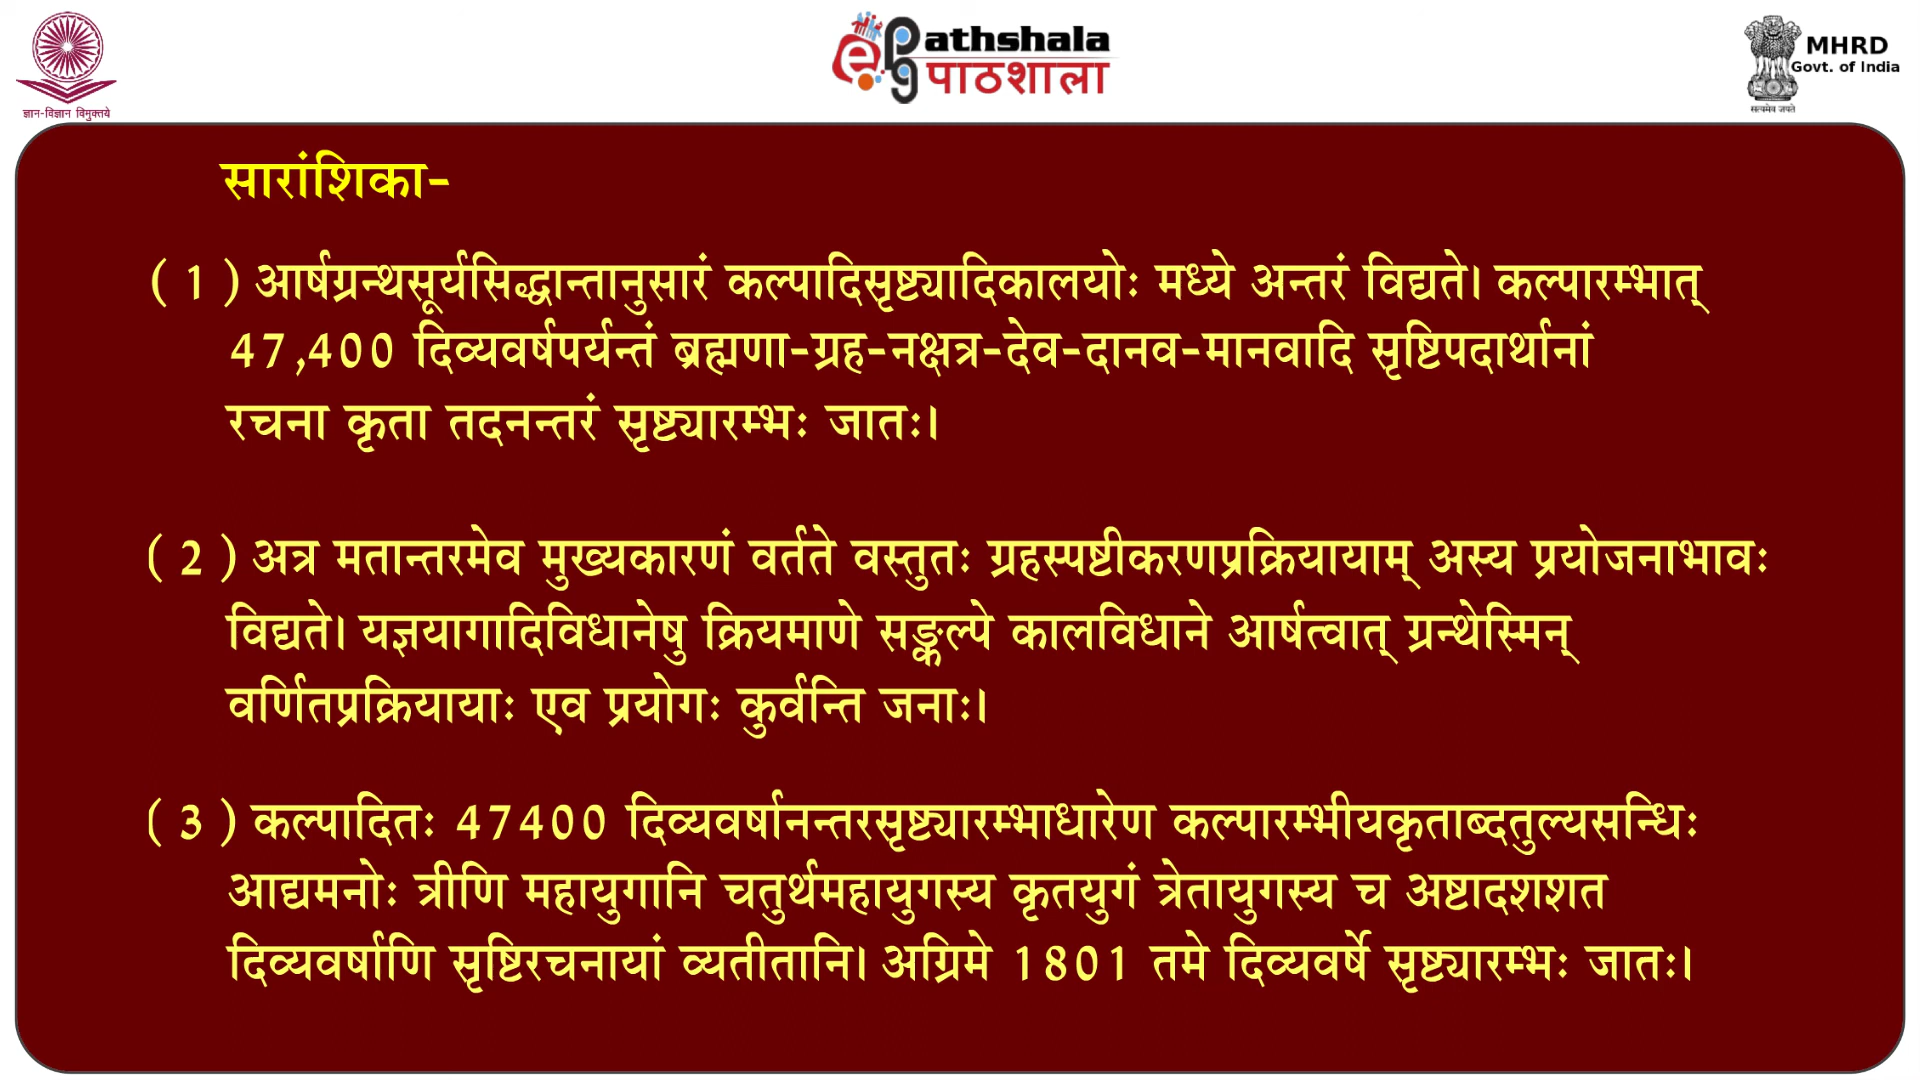 ज्ञान-विज्ञान विमुक्तये
ePg Pathshala
पाठशाला
MHRD
Govt. of India
सत्यमेव जयते
सारांशिका-
( 1 ) आर्षग्रन्थसूर्यसिद्धान्तानुसारं कल्पादिसृष्ट्यादिकालयोः मध्ये अन्तरं विद्यते। कल्पारम्भात्
47,400 दिव्यवर्षपर्यन्तं ब्रह्मणा-ग्रह-नक्षत्र-देव-दानव-मानवादि सृष्टिपदार्थानां
रचना कृता तदनन्तरं सृष्ट्यारम्भः जातः।
( 2 ) अत्र मतान्तरमेव मुख्यकारणं वर्तते वस्तुतः ग्रहस्पष्टीकरणप्रक्रियायाम् अस्य प्रयोजनाभावः
विद्यते। यज्ञयागादिविधानेषु क्रियमाणे सङ्कल्पे कालविधाने आर्षत्वात् ग्रन्थेस्मिन्
वर्णितप्रक्रियायाः एव प्रयोगः कुर्वन्ति जनाः।
( 3 ) कल्पादितः 47400 दिव्यवर्षानन्तरसृष्ट्यारम्भाधारेण कल्पारम्भीयकृताब्दतुल्यसन्धिः
आद्यमनोः त्रीणि महायुगानि चतुर्थमहायुगस्य कृतयुगं त्रेतायुगस्य च अष्टादशशत
दिव्यवर्षाणि सृष्टिरचनायां व्यतीतानि। अग्रिमे 1801 तमे दिव्यवर्षे सृष्ट्यारम्भः जातः।